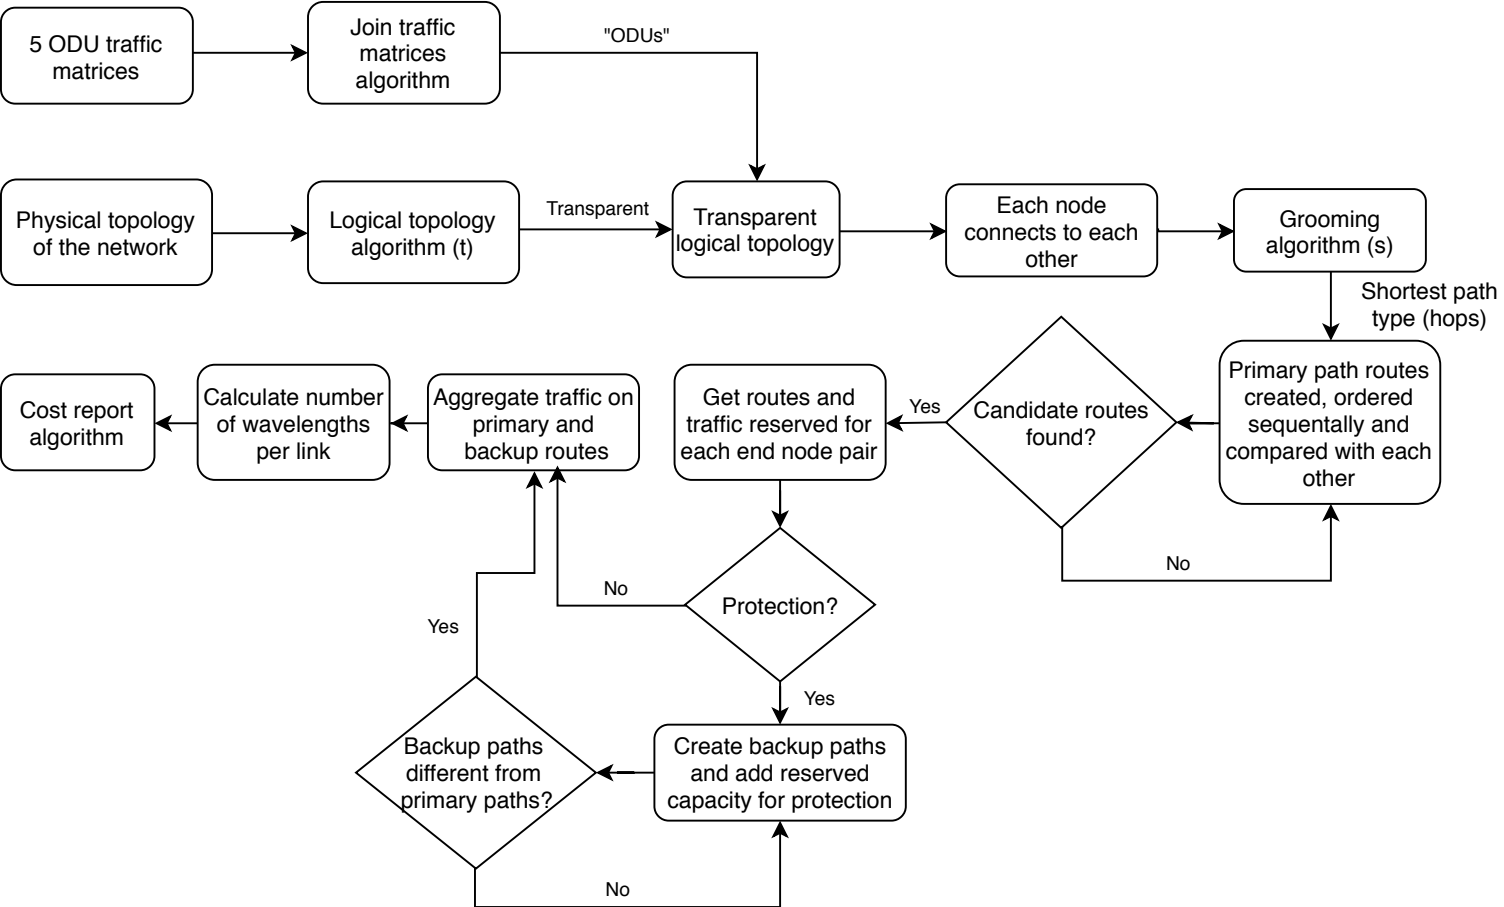 5 ODU traffic
matrices
Join traffic
matrices
algorithm
"ODUs"
Physical topology
of the network
Logical topology
algorithm (t)
Transparent
Transparent
logical topology
Each node
connects to each
other
Grooming
algorithm (s)
Shortest path
type (hops)
Primary path routes
created, ordered
sequentially and
compared with each
other
Candidate routes
found?
No
Yes
Get routes and
traffic reserved for
each end node pair
Protection?
No
Yes
Create backup paths
and add reserved
capacity for protection
Backup paths
different from
primary paths?
No
Yes
Aggregate traffic on
primary and
backup routes
Calculate number
of wavelengths
per link
Cost report
algorithm